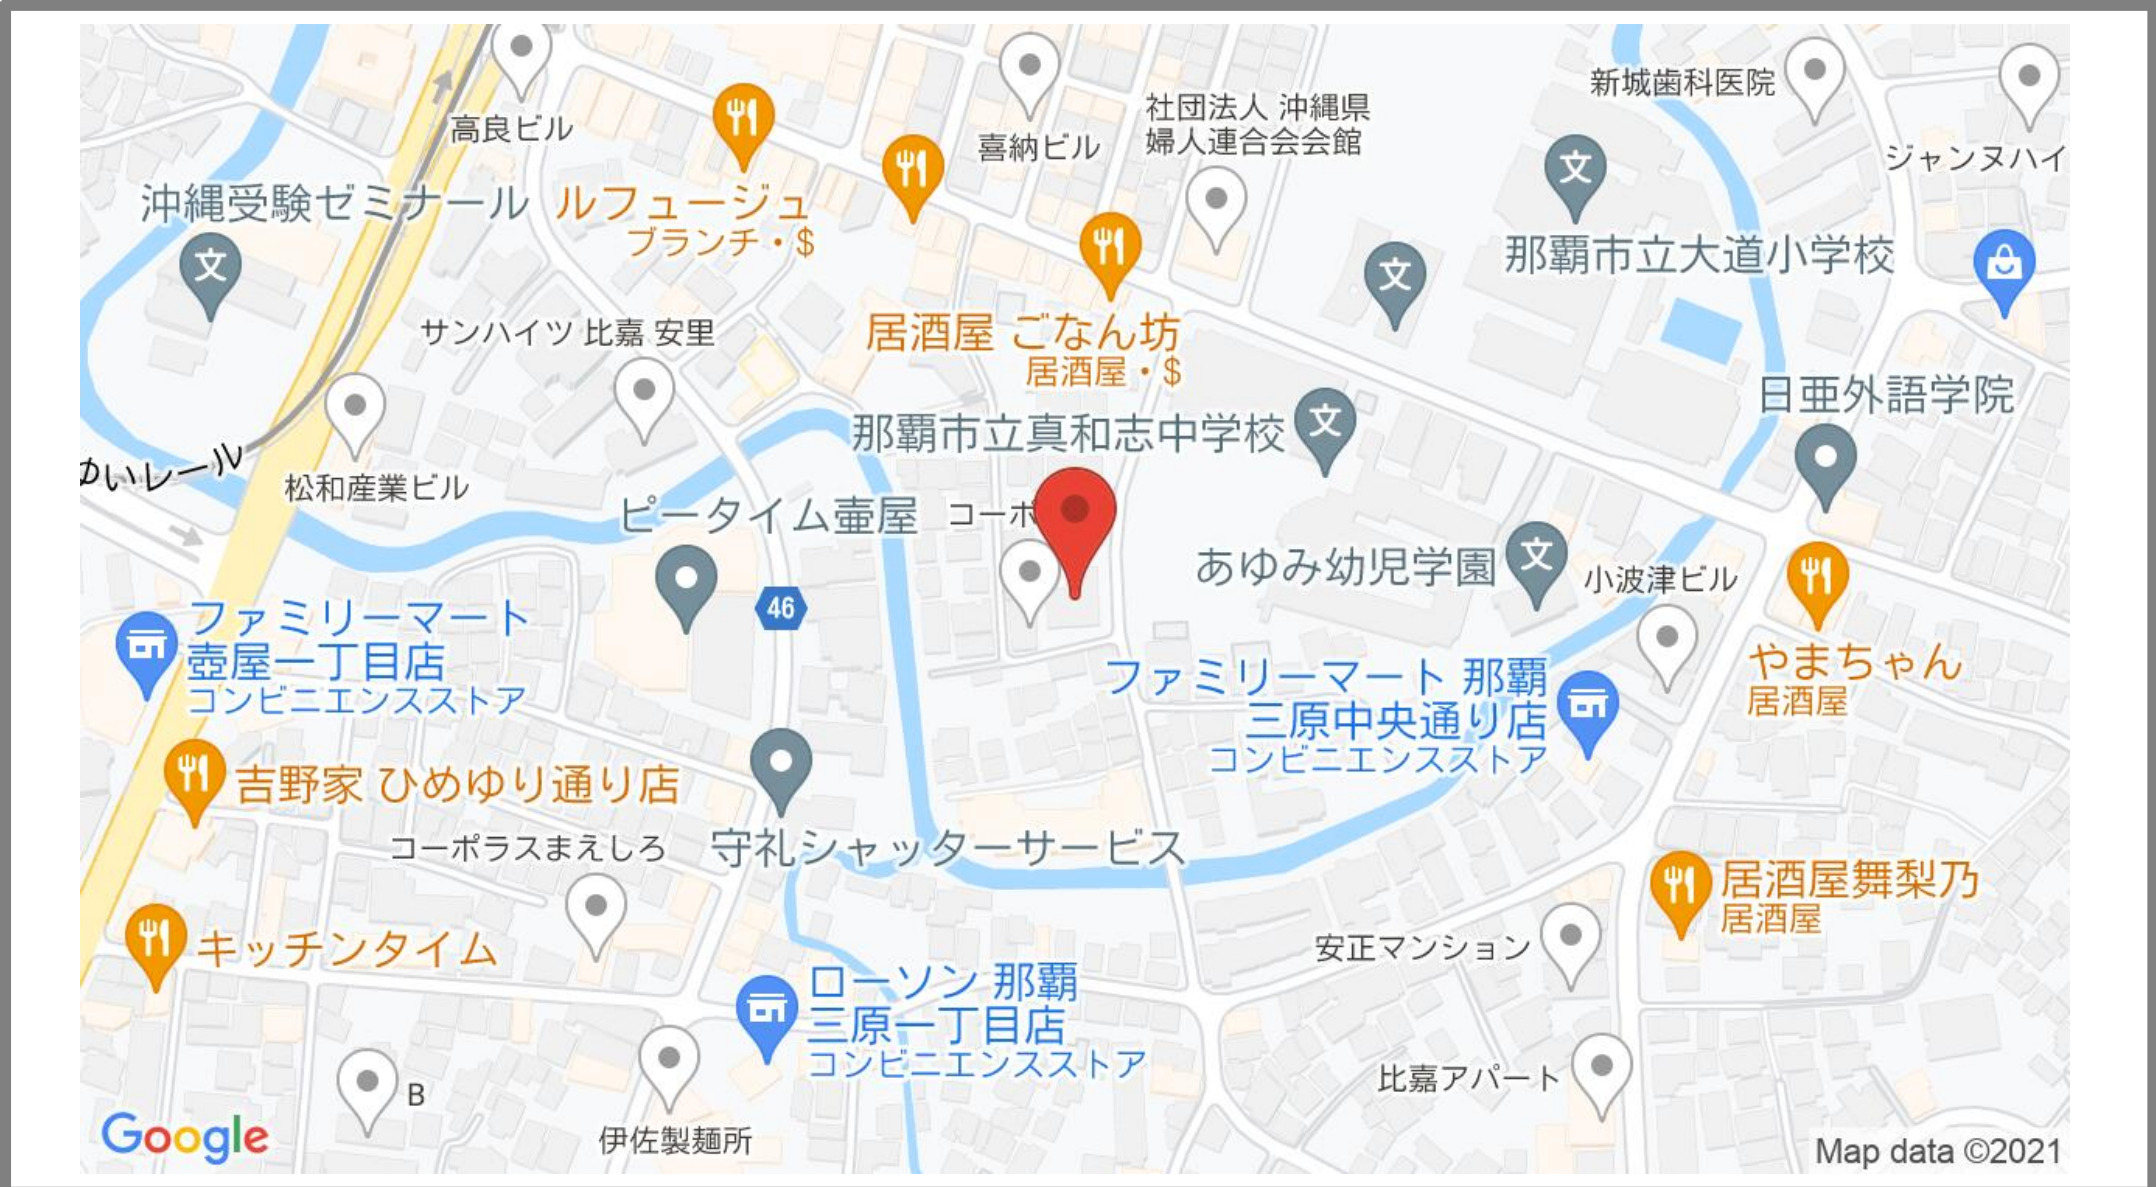 高良ビル
喜納ビル
社団法人 沖縄県
婦人連合会会館
新城歯科医院
ジャンヌハイ
沖縄受験ゼミナール
ルフュージュ
ブランチ・$
那覇市立大道小学校
サンハイツ 比嘉 安里
居酒屋 ごなん坊
居酒屋・$
日亜外語学院
那覇市立真和志中学校
ゆいレール
松和産業ビル
ピータイム壷屋
コーポ
あゆみ幼児学園
小波津ビル
46
ファミリーマート
壺屋一丁目店
コンビニエンスストア
ファミリーマート 那覇
三原中央通り店
コンビニエンスストア
やまちゃん
居酒屋
吉野家 ひめゆり通り店
コーポラスまえしろ
守礼シャッターサービス
居酒屋舞梨乃
居酒屋
キッチンタイム
安正マンション
ローソン 那覇
三原一丁目店
コンビニエンスストア
比嘉アパート
B
伊佐製麺所
Google
Map data ©2021